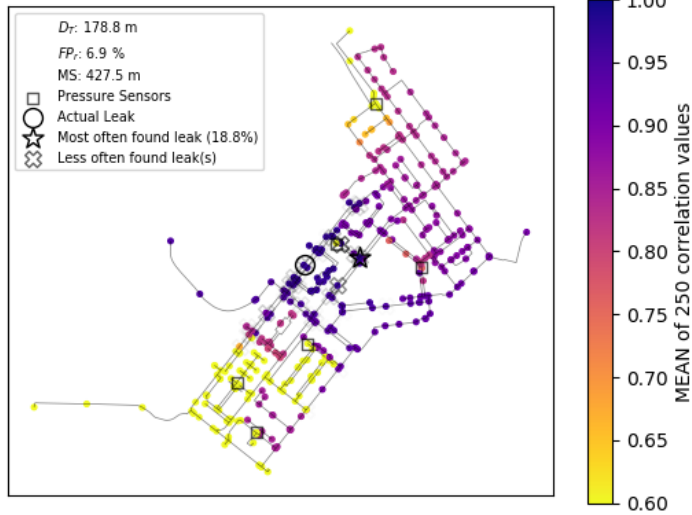 D_T: 178.8 m
FP_r: 6.9 %
MS: 427.5 m
Pressure Sensors
Actual Leak
Most often found leak (18.8%)
Less often found leak(s)
1.00
0.95
0.90
0.85
0.80
0.75
0.70
0.65
0.60
MEAN of 250 correlation values